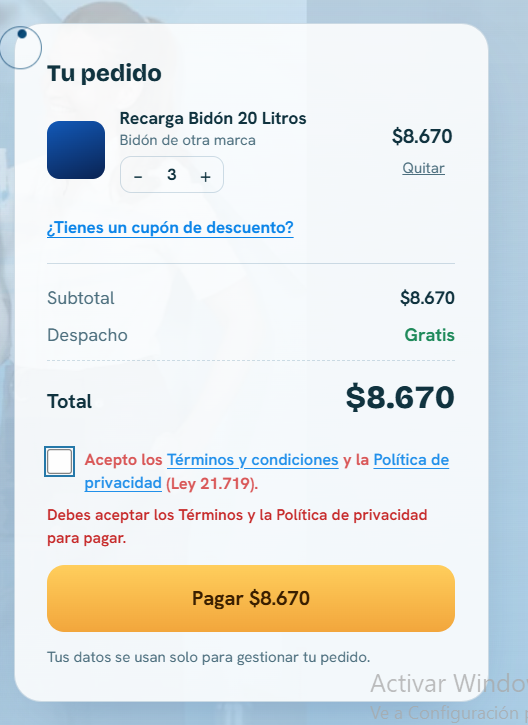 Tu pedido
Recarga Bidón 20 Litros
Bidón de otra marca
$8.670
− 3 +
Quitar
¿Tienes un cupón de descuento?
Subtotal $8.670
Despacho Gratis
Total $8.670
Acepto los Términos y condiciones y la Política de
privacidad (Ley 21.719).
Debes aceptar los Términos y la Política de privacidad
para pagar.
Pagar $8.670
Tus datos se usan solo para gestionar tu pedido.
Activar Windo
Ve a Configuración p